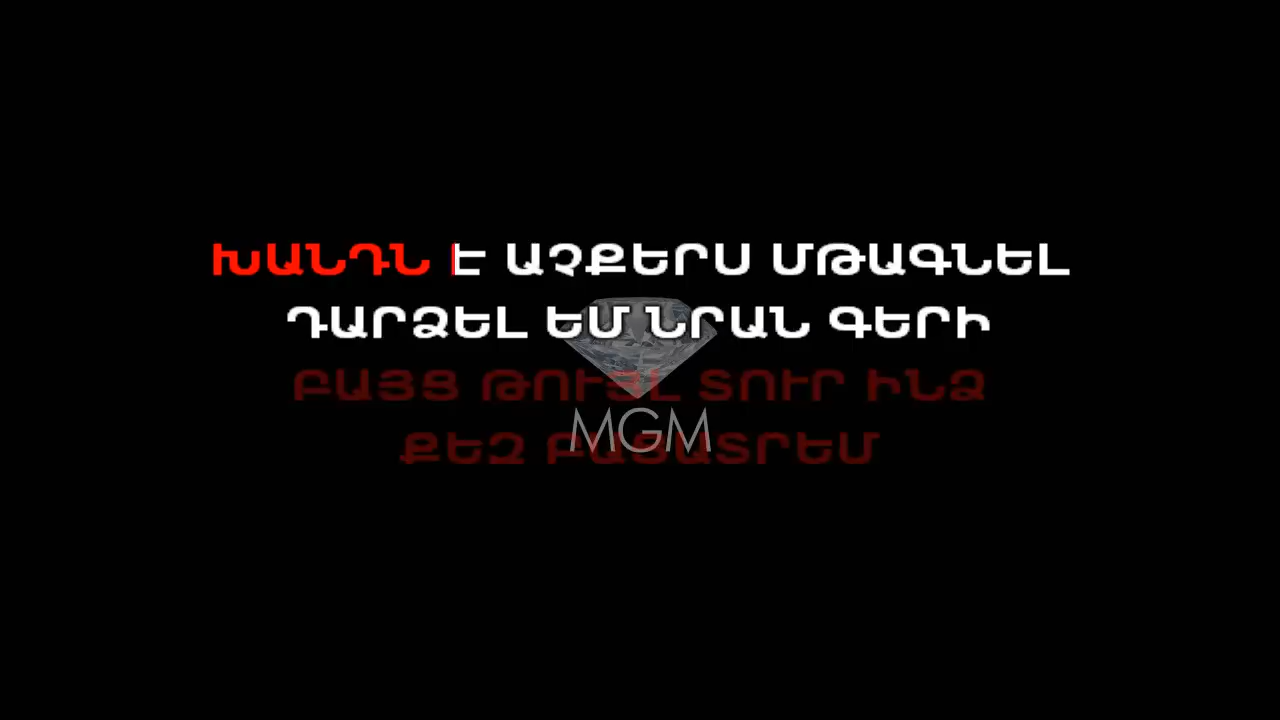 ԽԱՆԴՆ Է ԱՉՔԵՐՍ ՄԹԱԳՆԵԼ
ԴԱՐՁԵԼ ԵՄ ՆՐԱՆ ԳԵՐԻ
ԲԱՅՑ ԹՈՒՅԼ ՏՈՒՐ ԻՆՁ
MGM
ՔԵԶ ԲԱՑԱՏՐԵՄ